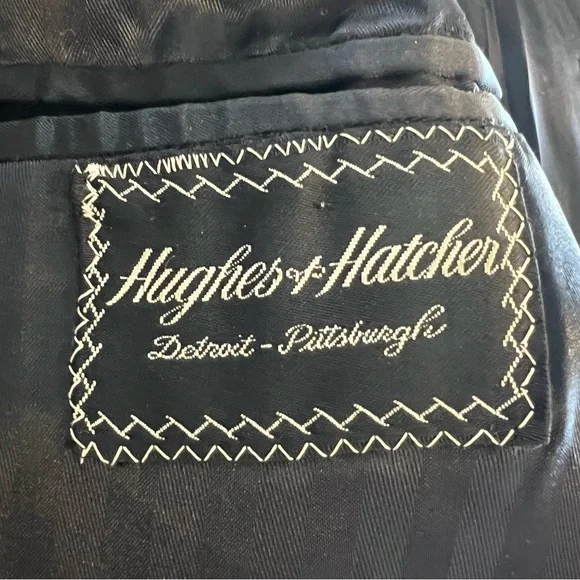 Hughes & Hatcher
Detroit - Pittsburgh